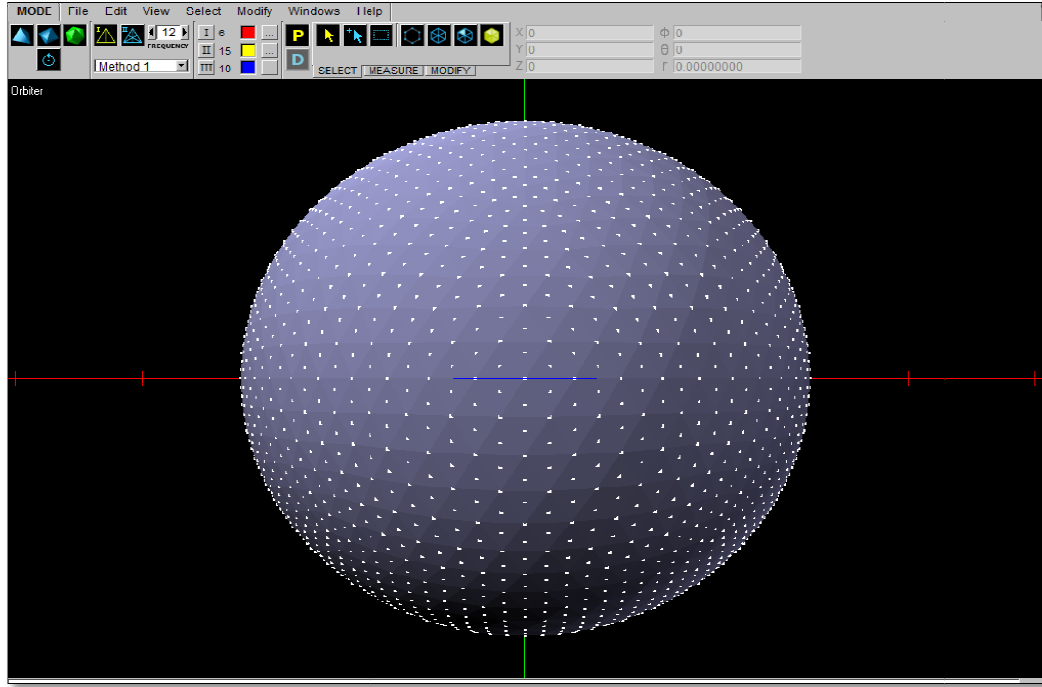 MODE File Edit View Select Modify Windows Help
I II 12 I e ... P X 0 Φ 0
FREQUENCY II 15 ... Y 0 θ 0
Method 1 III 10 D SELECT MEASURE MODIFY Z 0 r 0.00000000
Orbiter